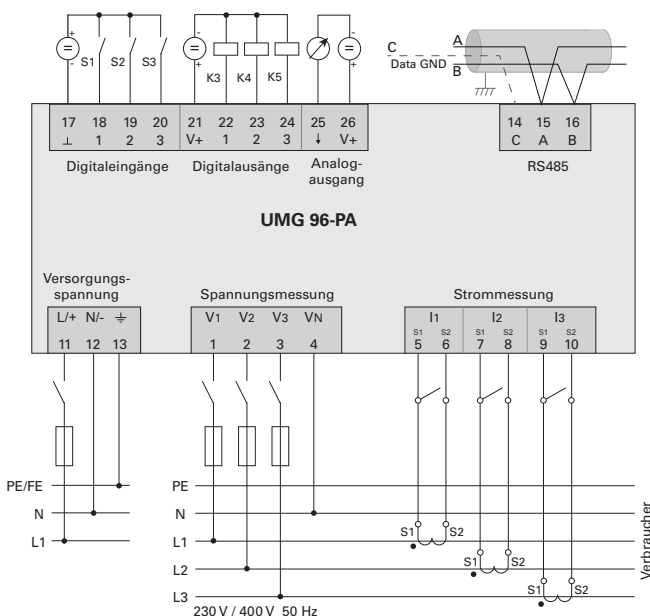 + - - A
= S1 S2 S3 K3 K4 K5 = C
- + + Data GND
B
17 18 19 20 21 22 23 24 25 26 14 15 16
⊥ 1 2 3 V+ 1 2 3 ↓ V+ C A B
Digitaleingänge Digitalausänge Analog-
ausgang
RS485
UMG 96-PA
Versorgungs-
spannung
Spannungsmessung
Strommessung
L/+ N/- ⏚ V1 V2 V3 VN I1 I2 I3
S1 S2 S1 S2 S1 S2
11 12 13 1 2 3 4 5 6 7 8 9 10
PE/FE PE
N N
L1 L1 S1 S2
L2 S1 S2
L3 S1 S2
230 V / 400 V 50 Hz
Verbraucher